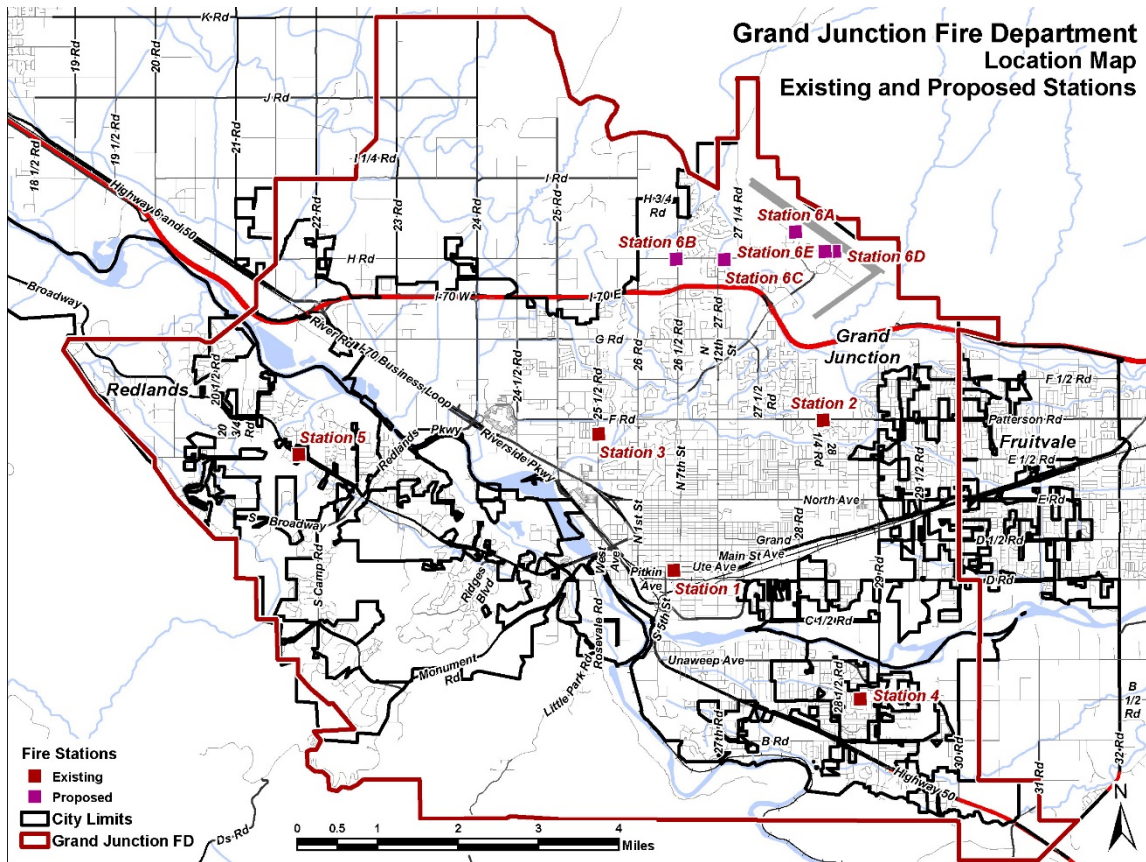 Grand Junction Fire Department
Location Map
Existing and Proposed Stations
K Rd
19 Rd
20 Rd
J Rd
21 Rd
18 1/2 Rd
19 1/2 Rd
I 1/4 Rd
I Rd
Highway 6 and 50
22 Rd
23 Rd
24 Rd
25 Rd
H 3/4
Rd
27 1/4 Rd
Station 6A
Station 6B
Station 6E
Station 6D
Station 6C
H Rd
Broadway
I-70 W
I-70 E
River Rd
I-70 Business Loop
G Rd
26 Rd
26 1/2 Rd
N
12th St
27 Rd
Grand
Junction
Redlands
20 1/2 Rd
24-1/2 Rd
25 1/2 Rd
27-1/2
Rd
F 1/2 Rd
20
3/4
Rd
Station 5
Redlands
Pkwy
Riverside Pkwy
F Rd
Station 3
Station 2
28
1/4 Rd
Patterson Rd
Fruitvale
E 1/2 Rd
N 7th St
29 1/2 Rd
S
Broadway
North Ave
E Rd
N 1st St
28 Rd
Grand
Ave
Main St
Ute Ave
D 1/2 Rd
S Camp Rd
Ridges
Blvd
West
Ave
Pitkin
Ave
Station 1
29 Rd
D Rd
C 1/2 Rd
Rosevale Rd
S 5th St
Monument
Rd
Little Park Rd
Unaweep Ave
28-1/2 Rd
Station 4
B
1/2
Rd
27th Rd
B Rd
Highway 50
30 Rd
31 Rd
32 Rd
N
Ds Rd
Fire Stations
Existing
Proposed
City Limits
Grand Junction FD
0 0.5 1 2 3 4
Miles